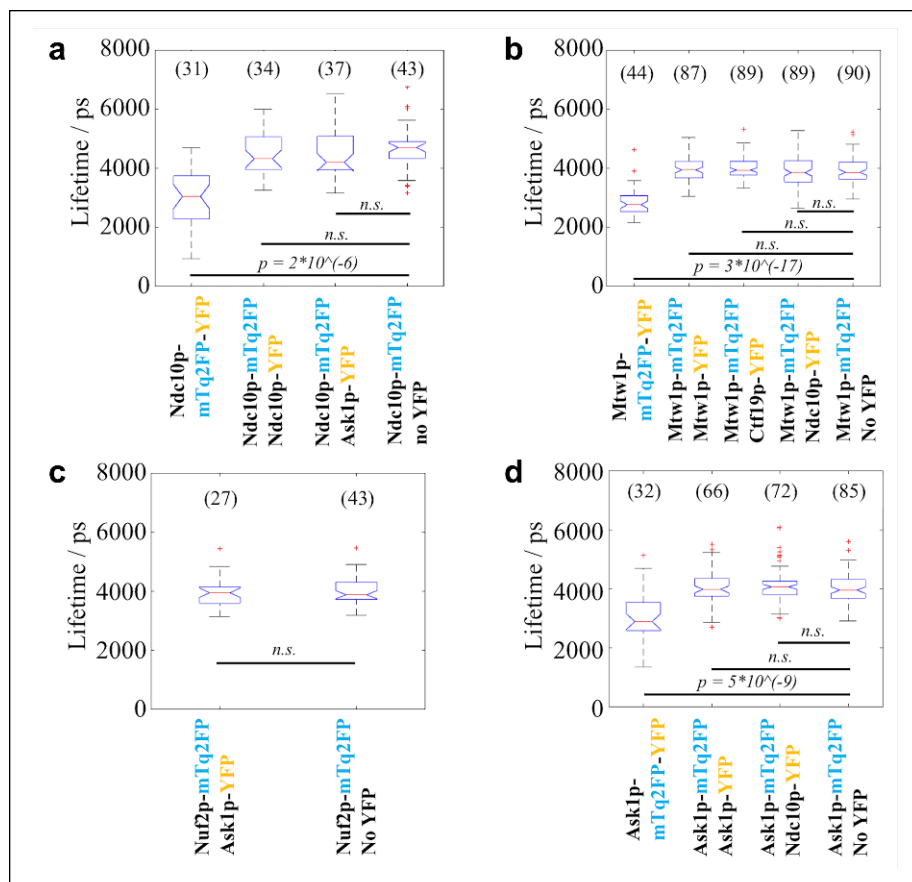 a
8000
6000
4000
2000
0
Lifetime / ps
(31)
(34)
(37)
(43)
n.s.
n.s.
p = 2*10^(-6)
Ndc10p-
mTq2FP-YFP
Ndc10p-mTq2FP
Ndc10p-YFP
Ndc10p-mTq2FP
Ask1p-YFP
Ndc10p-mTq2FP
no YFP
b
8000
6000
4000
2000
0
Lifetime / ps
(44)
(87)
(89)
(89)
(90)
n.s.
n.s.
n.s.
p = 3*10^(-17)
Mtw1p-
mTq2FP-YFP
Mtw1p-mTq2FP
Mtw1p-YFP
Mtw1p-mTq2FP
Ctf19p-YFP
Mtw1p-mTq2FP
Ndc10p-YFP
Mtw1p-mTq2FP
No YFP
c
8000
6000
4000
2000
0
Lifetime / ps
(27)
(43)
n.s.
Nuf2p-mTq2FP
Ask1p-YFP
Nuf2p-mTq2FP
No YFP
d
8000
6000
4000
2000
0
Lifetime / ps
(32)
(66)
(72)
(85)
n.s.
n.s.
p = 5*10^(-9)
Ask1p-
mTq2FP-YFP
Ask1p-mTq2FP
Ask1p-YFP
Ask1p-mTq2FP
Ndc10p-YFP
Ask1p-mTq2FP
No YFP